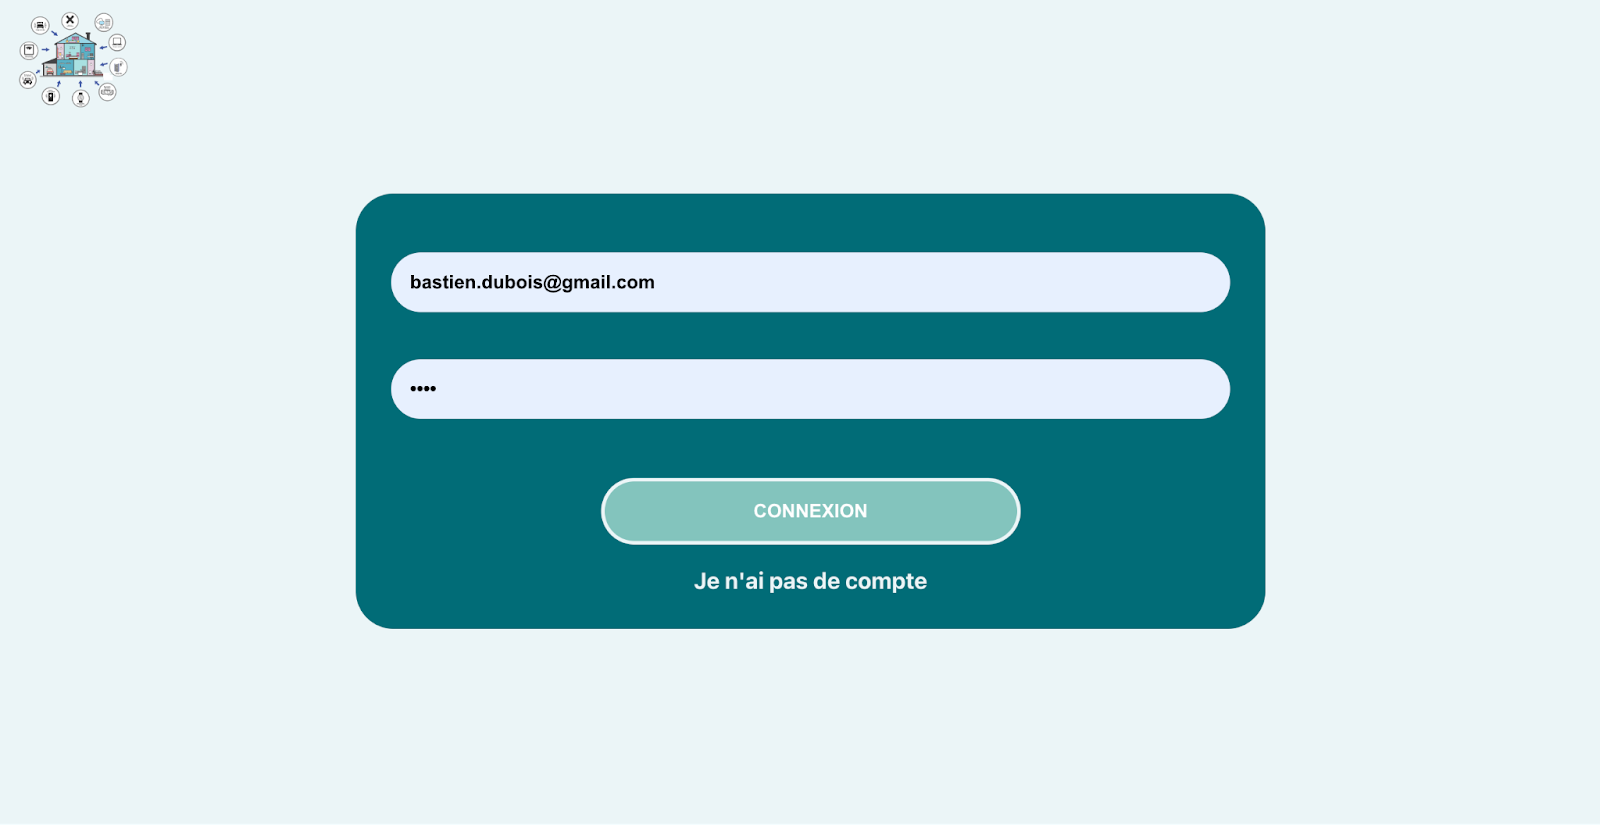 bastien.dubois@gmail.com
••••
CONNEXION
Je n'ai pas de compte